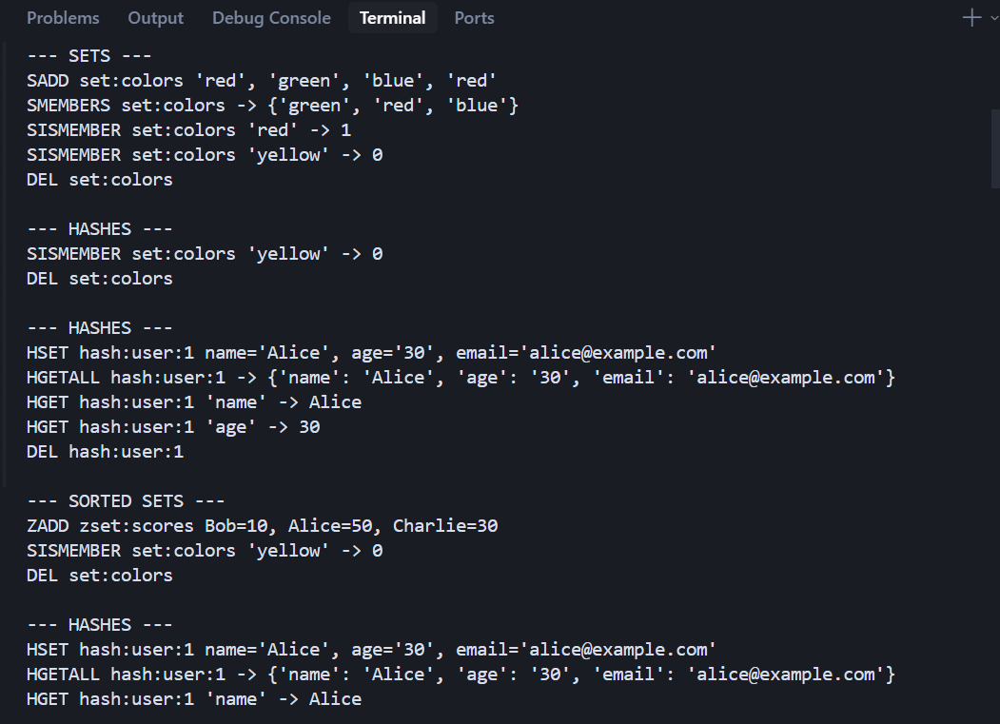 Problems Output Debug Console Terminal Ports
--- SETS ---
SADD set:colors 'red', 'green', 'blue', 'red'
SMEMBERS set:colors -> {'green', 'red', 'blue'}
SISMEMBER set:colors 'red' -> 1
SISMEMBER set:colors 'yellow' -> 0
DEL set:colors
--- HASHES ---
SISMEMBER set:colors 'yellow' -> 0
DEL set:colors
--- HASHES ---
HSET hash:user:1 name='Alice', age='30', email='alice@example.com'
HGETALL hash:user:1 -> {'name': 'Alice', 'age': '30', 'email': 'alice@example.com'}
HGET hash:user:1 'name' -> Alice
HGET hash:user:1 'age' -> 30
DEL hash:user:1
--- SORTED SETS ---
ZADD zset:scores Bob=10, Alice=50, Charlie=30
SISMEMBER set:colors 'yellow' -> 0
DEL set:colors
--- HASHES ---
HSET hash:user:1 name='Alice', age='30', email='alice@example.com'
HGETALL hash:user:1 -> {'name': 'Alice', 'age': '30', 'email': 'alice@example.com'}
HGET hash:user:1 'name' -> Alice